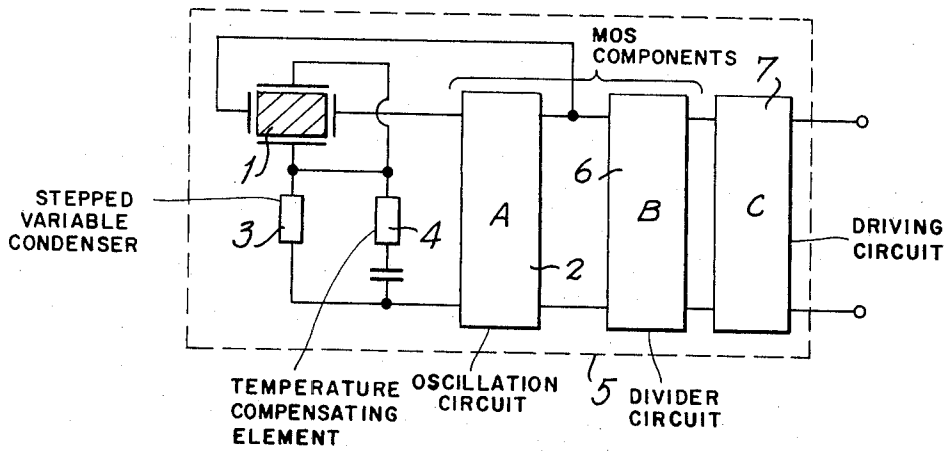 MOS
COMPONENTS
7
1
6
STEPPED
VARIABLE
CONDENSER
3
4
A
B
C
2
DRIVING
CIRCUIT
5
TEMPERATURE
COMPENSATING
ELEMENT
OSCILLATION
CIRCUIT
DIVIDER
CIRCUIT